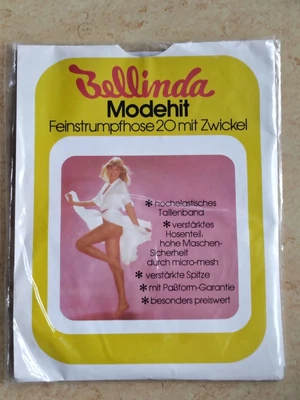 Bellinda
Modehit
Feinstrumpfhose 20 mit Zwickel
* hochelastisches
Taillenband
* verstärktes
Hosenteil,
hohe Maschen-
Sicherheit
durch micro-mesh
* verstärkte Spitze
* mit Paßform-Garantie
* besonders preiswert